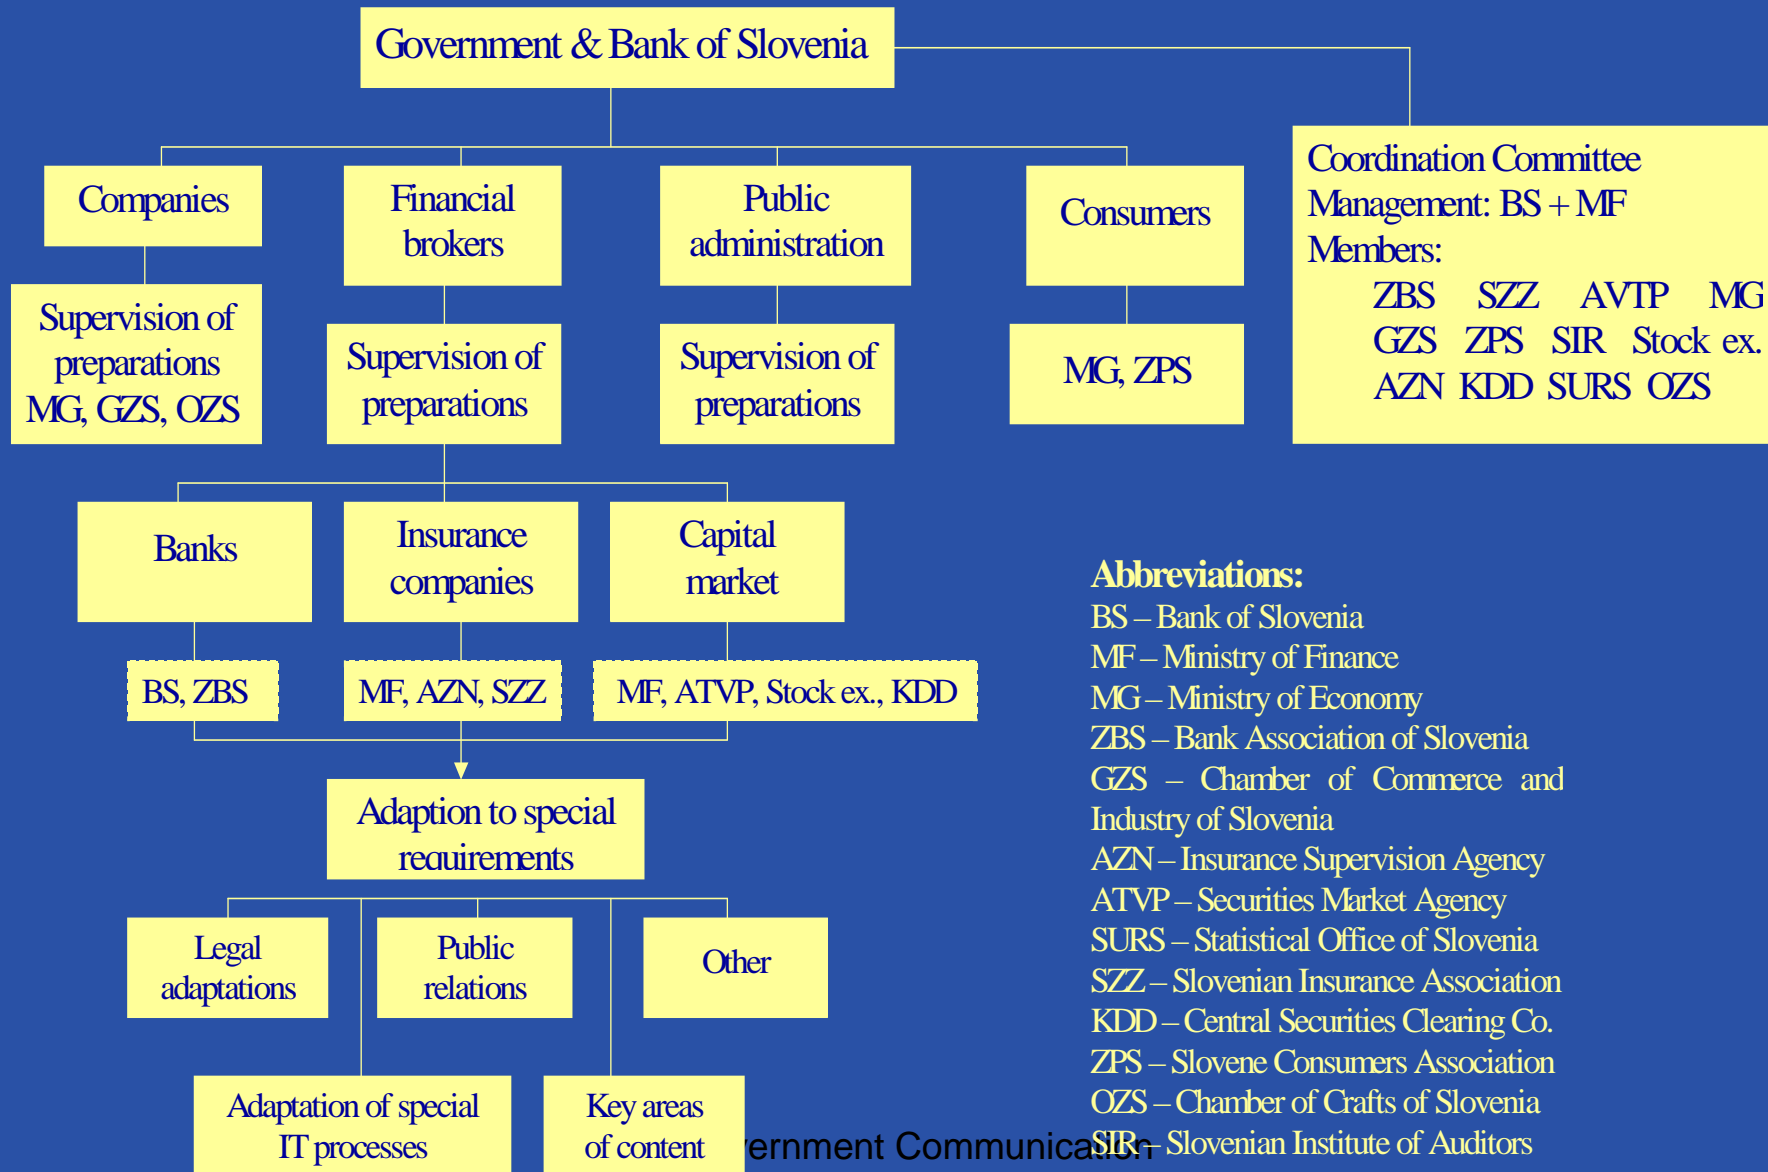 Government & Bank of Slovenia
Companies
Financial
brokers
Public
administration
Consumers
Coordination Committee
Management: BS + MF
Members:
ZBS SZZ AVTP MG
GZS ZPS SIR Stock ex.
AZN KDD SURS OZS
Supervision of
preparations
MG, GZS, OZS
Supervision of
preparations
Supervision of
preparations
MG, ZPS
Banks
Insurance
companies
Capital
market
BS, ZBS
MF, AZN, SZZ
MF, ATVP, Stock ex., KDD
Adaption to special
requirements
Legal
adaptations
Public
relations
Other
Adaptation of special
IT processes
Key areas
of content
Abbreviations:
BS – Bank of Slovenia
MF – Ministry of Finance
MG – Ministry of Economy
ZBS – Bank Association of Slovenia
GZS – Chamber of Commerce and
Industry of Slovenia
AZN – Insurance Supervision Agency
ATVP – Securities Market Agency
SURS – Statistical Office of Slovenia
SZZ – Slovenian Insurance Association
KDD – Central Securities Clearing Co.
ZPS – Slovene Consumers Association
OZS – Chamber of Crafts of Slovenia
SIR – Slovenian Institute of Auditors
Communication